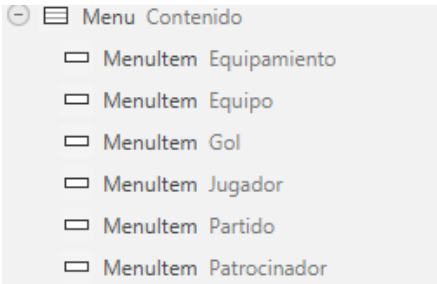 Menu Contenido
MenuItem Equipamiento
MenuItem Equipo
MenuItem Gol
MenuItem Jugador
MenuItem Partido
MenuItem Patrocinador